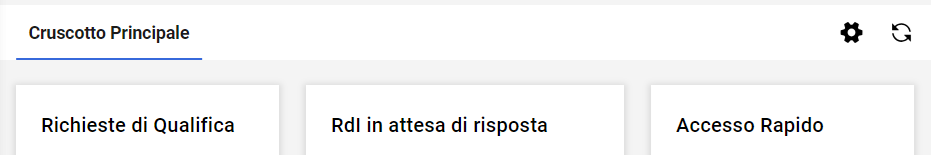 Cruscotto Principale
Richieste di Qualifica
RdI in attesa di risposta
Accesso Rapido